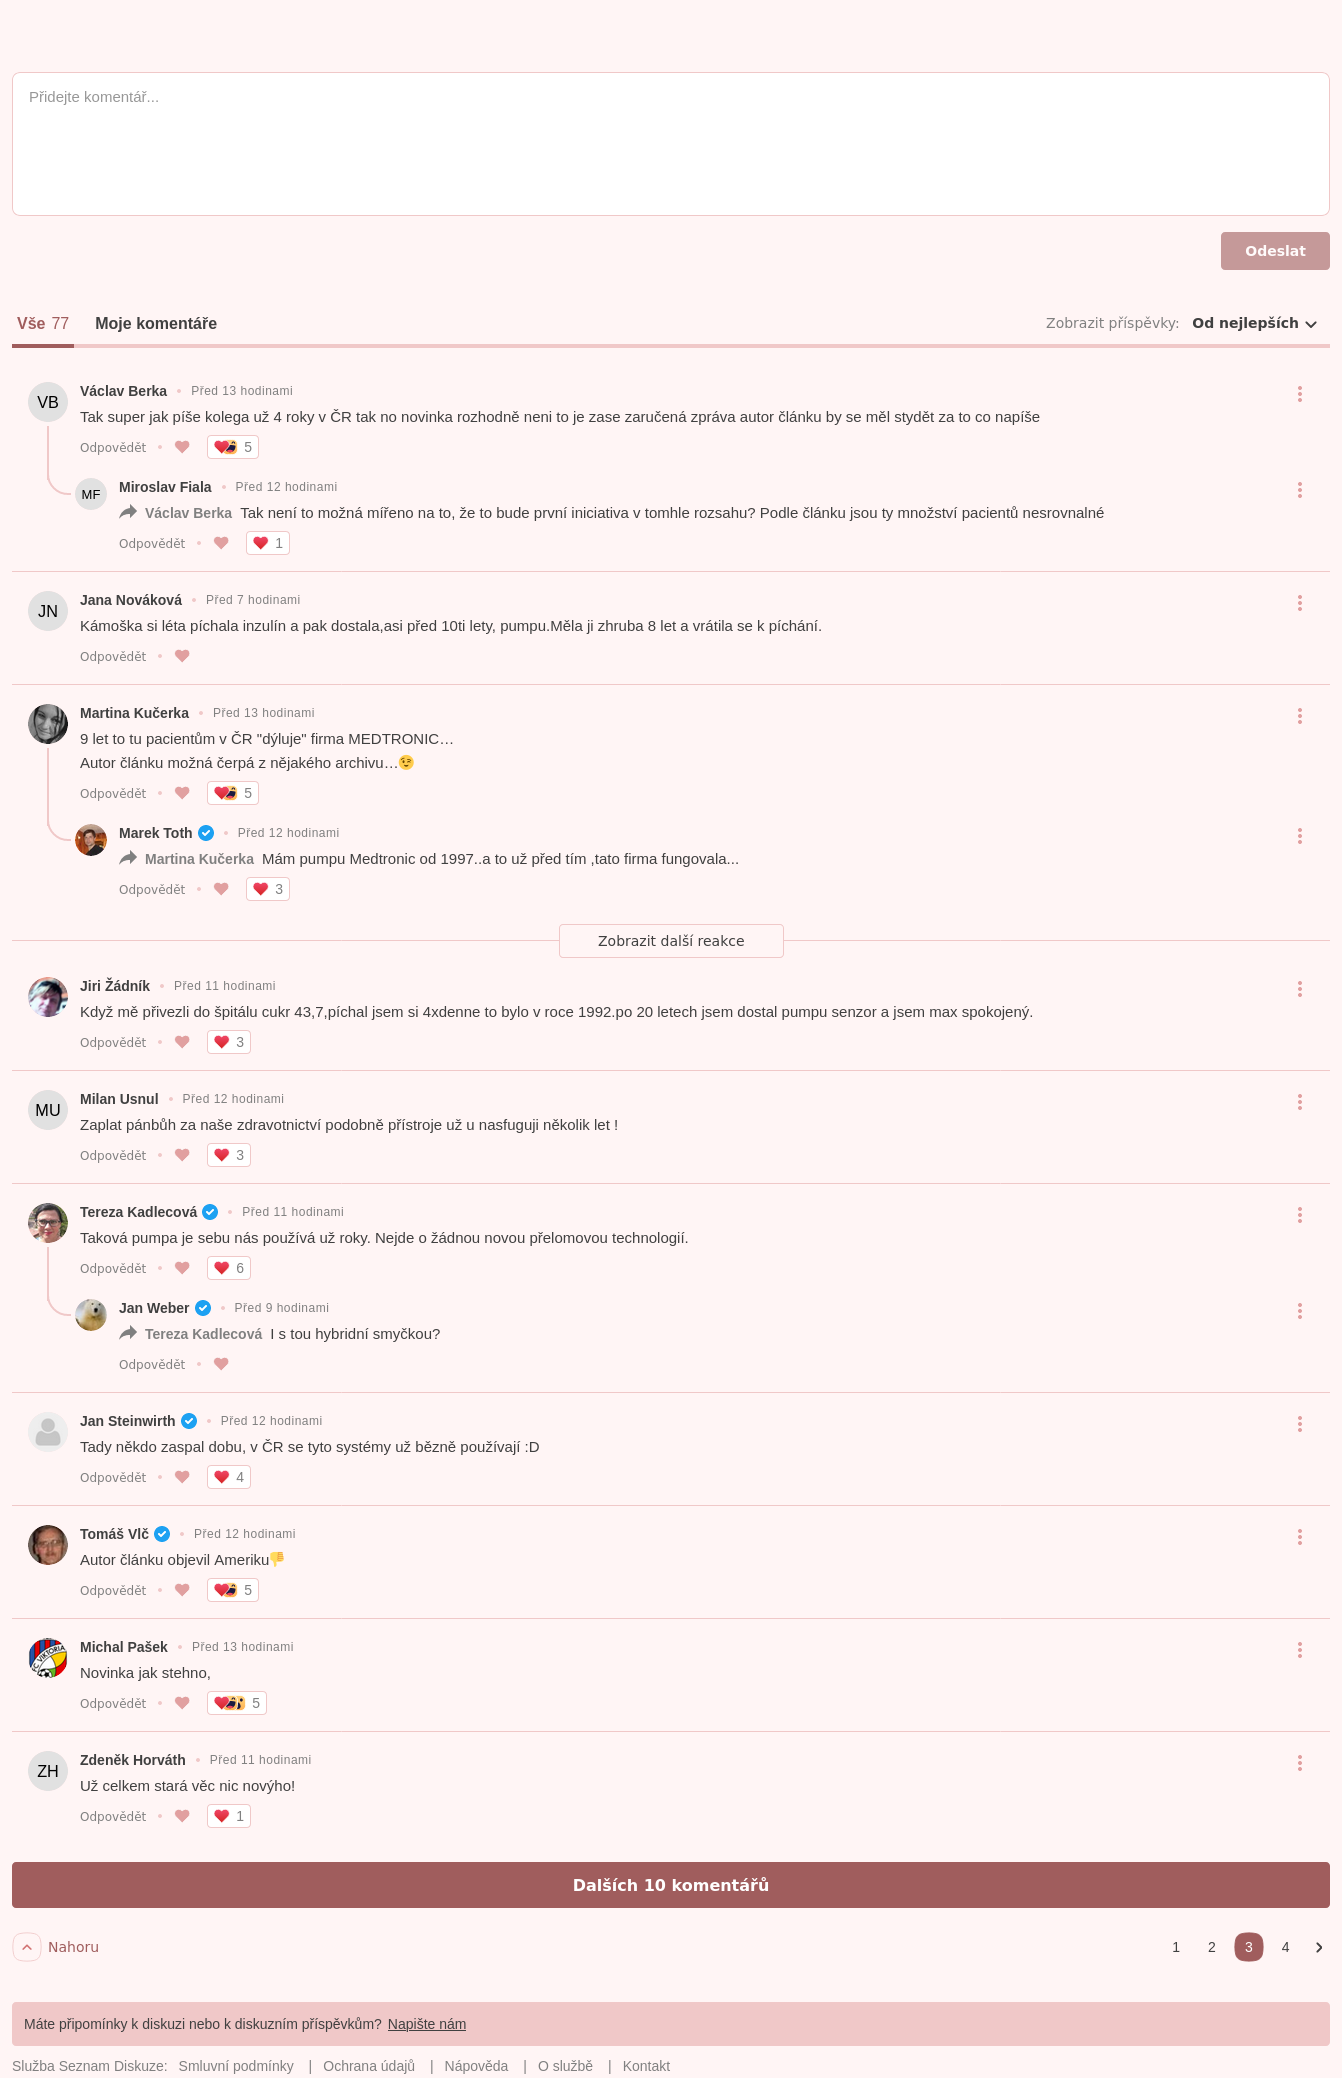 Přidejte komentář...
Odeslat
Vše 77 Moje komentáře Zobrazit příspěvky: Od nejlepších
VB Václav Berka • Před 13 hodinami
Tak super jak píše kolega už 4 roky v ČR tak no novinka rozhodně neni to je zase zaručená zpráva autor článku by se měl stydět za to co napíše
Odpovědět • 5
MF Miroslav Fiala • Před 12 hodinami
Václav Berka Tak není to možná mířeno na to, že to bude první iniciativa v tomhle rozsahu? Podle článku jsou ty množství pacientů nesrovnalné
Odpovědět • 1
JN Jana Nováková • Před 7 hodinami
Kámoška si léta píchala inzulín a pak dostala,asi před 10ti lety, pumpu.Měla ji zhruba 8 let a vrátila se k píchání.
Odpovědět •
Martina Kučerka • Před 13 hodinami
9 let to tu pacientům v ČR "dýluje" firma MEDTRONIC…
Autor článku možná čerpá z nějakého archivu…😉
Odpovědět • 5
Marek Toth • Před 12 hodinami
Martina Kučerka Mám pumpu Medtronic od 1997..a to už před tím ,tato firma fungovala...
Odpovědět • 3
Zobrazit další reakce
Jiri Žádník • Před 11 hodinami
Když mě přivezli do špitálu cukr 43,7,píchal jsem si 4xdenne to bylo v roce 1992.po 20 letech jsem dostal pumpu senzor a jsem max spokojený.
Odpovědět • 3
MU Milan Usnul • Před 12 hodinami
Zaplat pánbůh za naše zdravotnictví podobně přístroje už u nasfuguji několik let !
Odpovědět • 3
Tereza Kadlecová • Před 11 hodinami
Taková pumpa je sebu nás používá už roky. Nejde o žádnou novou přelomovou technologií.
Odpovědět • 6
Jan Weber • Před 9 hodinami
Tereza Kadlecová I s tou hybridní smyčkou?
Odpovědět •
Jan Steinwirth • Před 12 hodinami
Tady někdo zaspal dobu, v ČR se tyto systémy už bězně používají :D
Odpovědět • 4
Tomáš Vlč • Před 12 hodinami
Autor článku objevil Ameriku👎
Odpovědět • 5
Michal Pašek • Před 13 hodinami
Novinka jak stehno,
Odpovědět • 5
ZH Zdeněk Horváth • Před 11 hodinami
Už celkem stará věc nic novýho!
Odpovědět • 1
Dalších 10 komentářů
Nahoru 1 2 3 4
Máte připomínky k diskuzi nebo k diskuzním příspěvkům? Napište nám
Služba Seznam Diskuze: Smluvní podmínky | Ochrana údajů | Nápověda | O službě | Kontakt